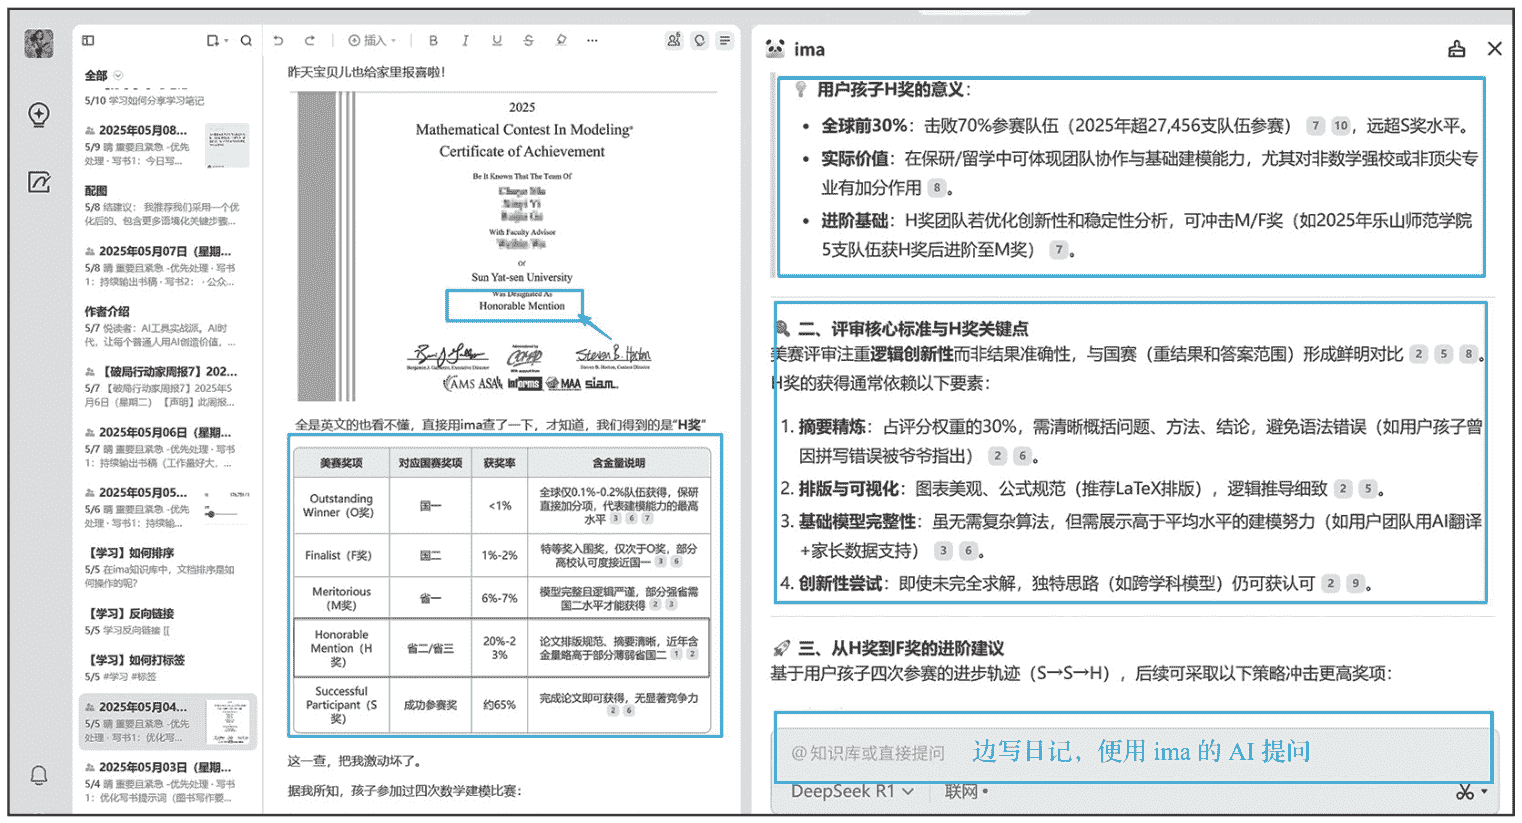 全部
5/10 学习如何分享学习笔记
2025年05月08...
5/9 晴 重要且紧急 -优先
处理 · 写书1：今日写...
配图
5/8 结建议： 我推荐我们采用一个优
化后的、包含更多语境化关键步骤...
2025年05月07日（星期...
5/8 晴 重要且紧急 -优先处理 · 写书
1：持续输出书稿 · 写书2： · 公众...
作者介绍
5/7 悦读者：AI工具实战派。AI时
代，让每个普通人用AI创造价值，...
【破局行动家周报7】202...
5/7 【破局行动家周报7】2025年5
月6日（星期二） 【声明】此周报...
2025年05月06日（星期...
5/7 晴 重要且紧急 -优先处理 · 写书
1：持续输出书稿（工作最好大...
2025年05月05...
5/6 晴 重要且紧急 -优先
处理 · 写书1：持续输...
【学习】如何排序
5/5 在ima知识库中，文档排序是如
何操作的呢？
【学习】反向链接
5/5 学习反向链接 [[
【学习】如何打标签
5/5 #学习 #标签
2025年05月04...
5/5 晴 重要且紧急 -优先
处理 · 写书1：优化写...
2025年05月03日（星期...
5/4 晴 重要且紧急 -优先处理 · 写书
1：优化写书提示词（图书写作要...
插入
B I U S ...
昨天宝贝儿也给家里报喜啦！
2025
Mathematical Contest In Modeling®
Certificate of Achievement
Be It Known That The Team Of
With Faculty Advisor
Of
Sun Yat-sen University
Was Designated As
Honorable Mention
Administered by
With support from
Benjamin J. Galluzzo, Executive Director
Steven B. Horton, Contest Director
AMS ASA informs MAA siam.
全是英文的也看不懂，直接用ima查了一下，才知道，我们得到的是“H奖”
美赛奖项 对应国赛奖项 获奖率 含金量说明
Outstanding Winner（O奖） 国一 <1% 全球仅0.1%-0.2%队伍获得，保研直接加分项，代表建模能力的最高水平 3 6 7
Finalist（F奖） 国二 1%-2% 特等奖入围奖，仅次于O奖，部分高校认可度接近国一 3 6
Meritorious（M奖） 省一 6%-7% 模型完整且逻辑严谨，部分强省需国二水平才能获得 2 3
Honorable Mention（H奖） 省二/省三 20%-23% 论文排版规范、摘要清晰，近年含金量略高于部分薄弱省国二 1 2
Successful Participant（S奖） 成功参赛奖 约65% 完成论文即可获得，无显著竞争力 2 6
这一查，把我激动坏了。
据我所知，孩子参加过四次数学建模比赛：
ima
用户孩子H奖的意义：
• 全球前30%：击败70%参赛队伍（2025年超27,456支队伍参赛） 7 10 ，远超S奖水平。
• 实际价值：在保研/留学中可体现团队协作与基础建模能力，尤其对非数学强校或非顶尖专
业有加分作用 8 。
• 进阶基础：H奖团队若优化创新性和稳定性分析，可冲击M/F奖（如2025年乐山师范学院
5支队伍获H奖后进阶至M奖） 7 。
二、评审核心标准与H奖关键点
美赛评审注重逻辑创新性而非结果准确性，与国赛（重结果和答案范围）形成鲜明对比 2 5 8 。
H奖的获得通常依赖以下要素：
1. 摘要精炼：占评分权重的30%，需清晰概括问题、方法、结论，避免语法错误（如用户孩子曾
因拼写错误被爷爷指出） 2 6 。
2. 排版与可视化：图表美观、公式规范（推荐LaTeX排版），逻辑推导细致 2 5 。
3. 基础模型完整性：虽无需复杂算法，但需展示高于平均水平的建模努力（如用户团队用AI翻译
+家长数据支持） 3 6 。
4. 创新性尝试：即使未完全求解，独特思路（如跨学科模型）仍可获认可 2 9 。
三、从H奖到F奖的进阶建议
基于用户孩子四次参赛的进步轨迹（S→S→H），后续可采取以下策略冲击更高奖项：
@ 知识库或直接提问
边写日记，便用 ima 的 AI 提问
DeepSeek R1
联网